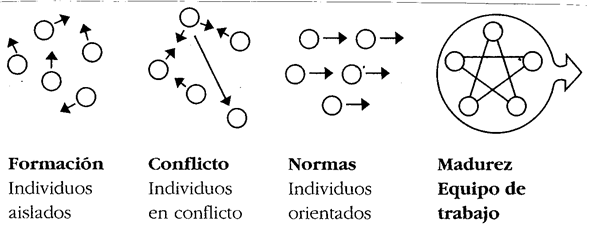 Formación
Individuos
aislados
Conflicto
Individuos
en conflicto
Normas
Individuos
orientados
Madurez
Equipo de
trabajo